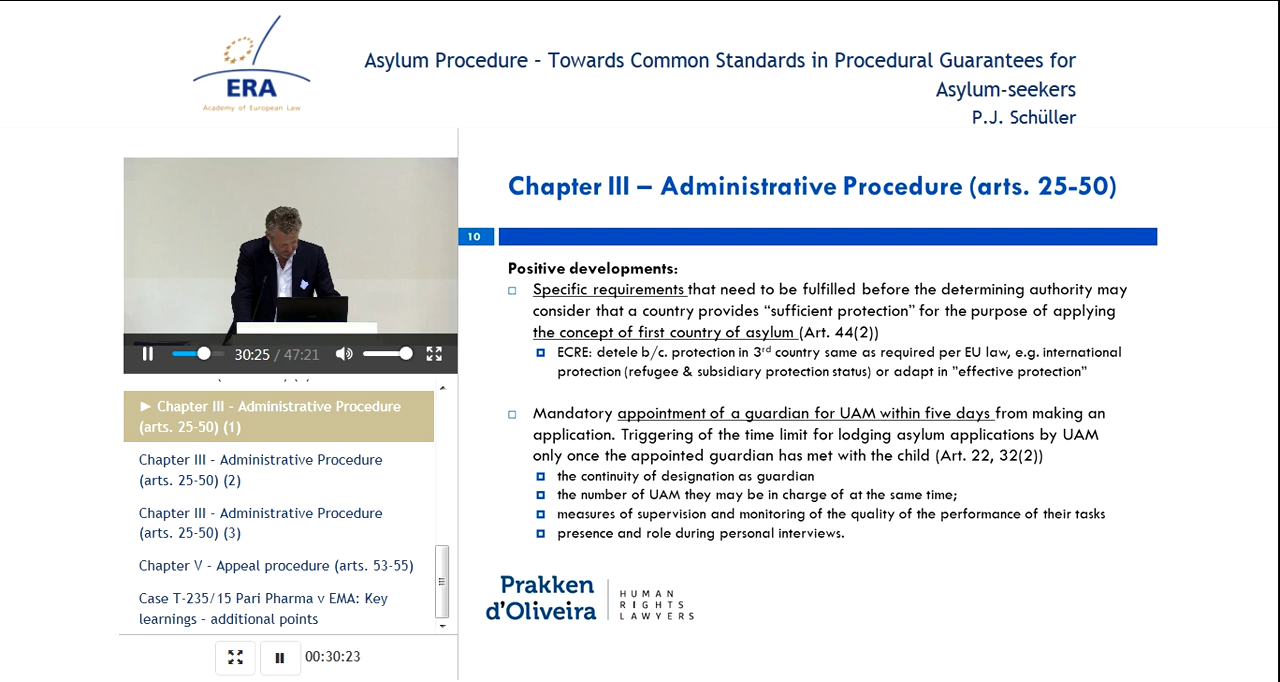 ERA
Academy of European Law
Asylum Procedure – Towards Common Standards in Procedural Guarantees for
Asylum-seekers
P.J. Schüller
30:25 / 47:21
► Chapter III – Administrative Procedure
(arts. 25-50) (1)
Chapter III – Administrative Procedure
(arts. 25-50) (2)
Chapter III – Administrative Procedure
(arts. 25-50) (3)
Chapter V – Appeal procedure (arts. 53-55)
Case T-235/15 Pari Pharma v EMA: Key
learnings – additional points
00:30:23
Chapter III – Administrative Procedure (arts. 25-50)
10
Positive developments:
Specific requirements that need to be fulfilled before the determining authority may
consider that a country provides “sufficient protection” for the purpose of applying
the concept of first country of asylum (Art. 44(2))
ECRE: detele b/c. protection in 3rd country same as required per EU law, e.g. international
protection (refugee & subsidiary protection status) or adapt in ”effective protection”
Mandatory appointment of a guardian for UAM within five days from making an
application. Triggering of the time limit for lodging asylum applications by UAM
only once the appointed guardian has met with the child (Art. 22, 32(2))
the continuity of designation as guardian
the number of UAM they may be in charge of at the same time;
measures of supervision and monitoring of the quality of the performance of their tasks
presence and role during personal interviews.
Prakken
d'Oliveira
HUMAN
RIGHTS
LAWYERS